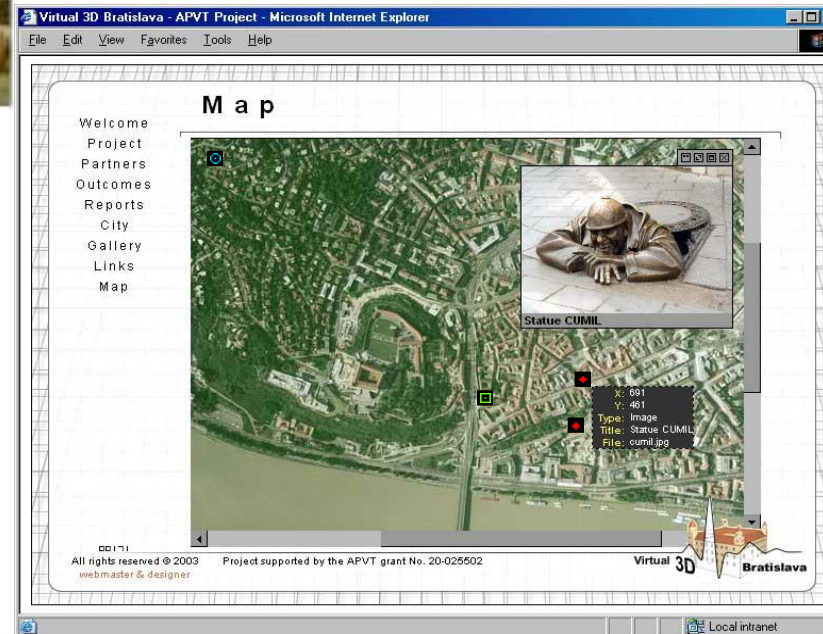 Virtual 3D Bratislava - APVT Project - Microsoft Internet Explorer
File Edit View Favorites Tools Help
Map
Welcome
Project
Partners
Outcomes
Reports
City
Gallery
Links
Map
Statue CUMIL
X: 691
Y: 461
Type: Image
Title: Statue CUMIL
File: cumil.jpg
All rights reserved © 2003 Project supported by the APVT grant No. 20-025502
webmaster & designer
Virtual 3D Bratislava
Local intranet